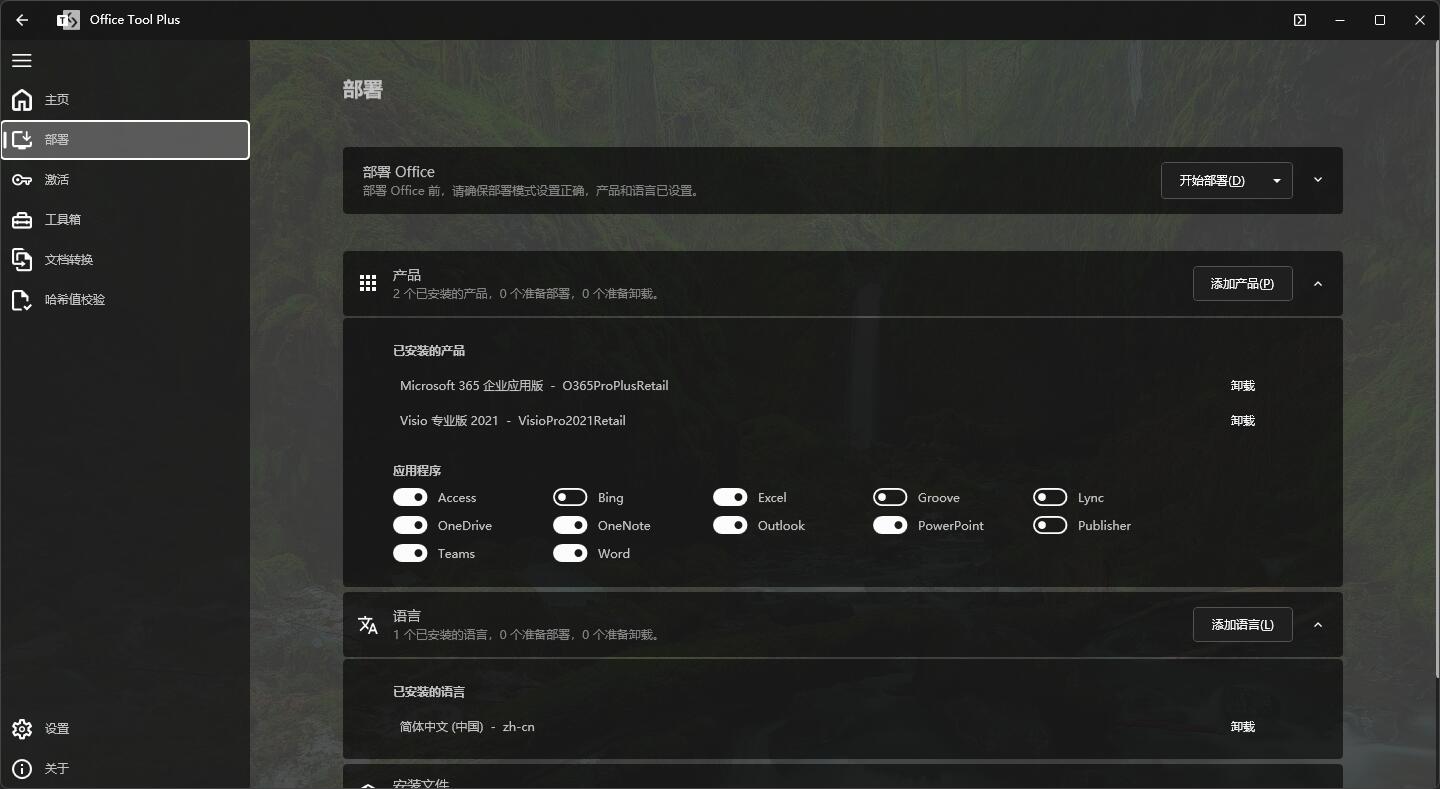 Office Tool Plus
主页
部署
激活
工具箱
文档转换
哈希值校验
设置
关于
部署
部署 Office
部署 Office 前，请确保部署模式设置正确，产品和语言已设置。
开始部署(D)
产品
2 个已安装的产品，0 个准备部署，0 个准备卸载。
添加产品(P)
已安装的产品
Microsoft 365 企业应用版 - O365ProPlusRetail 卸载
Visio 专业版 2021 - VisioPro2021Retail 卸载
应用程序
Access Bing Excel Groove Lync
OneDrive OneNote Outlook PowerPoint Publisher
Teams Word
语言
1 个已安装的语言，0 个准备部署，0 个准备卸载。
添加语言(L)
已安装的语言
简体中文 (中国) - zh-cn 卸载
安装文件